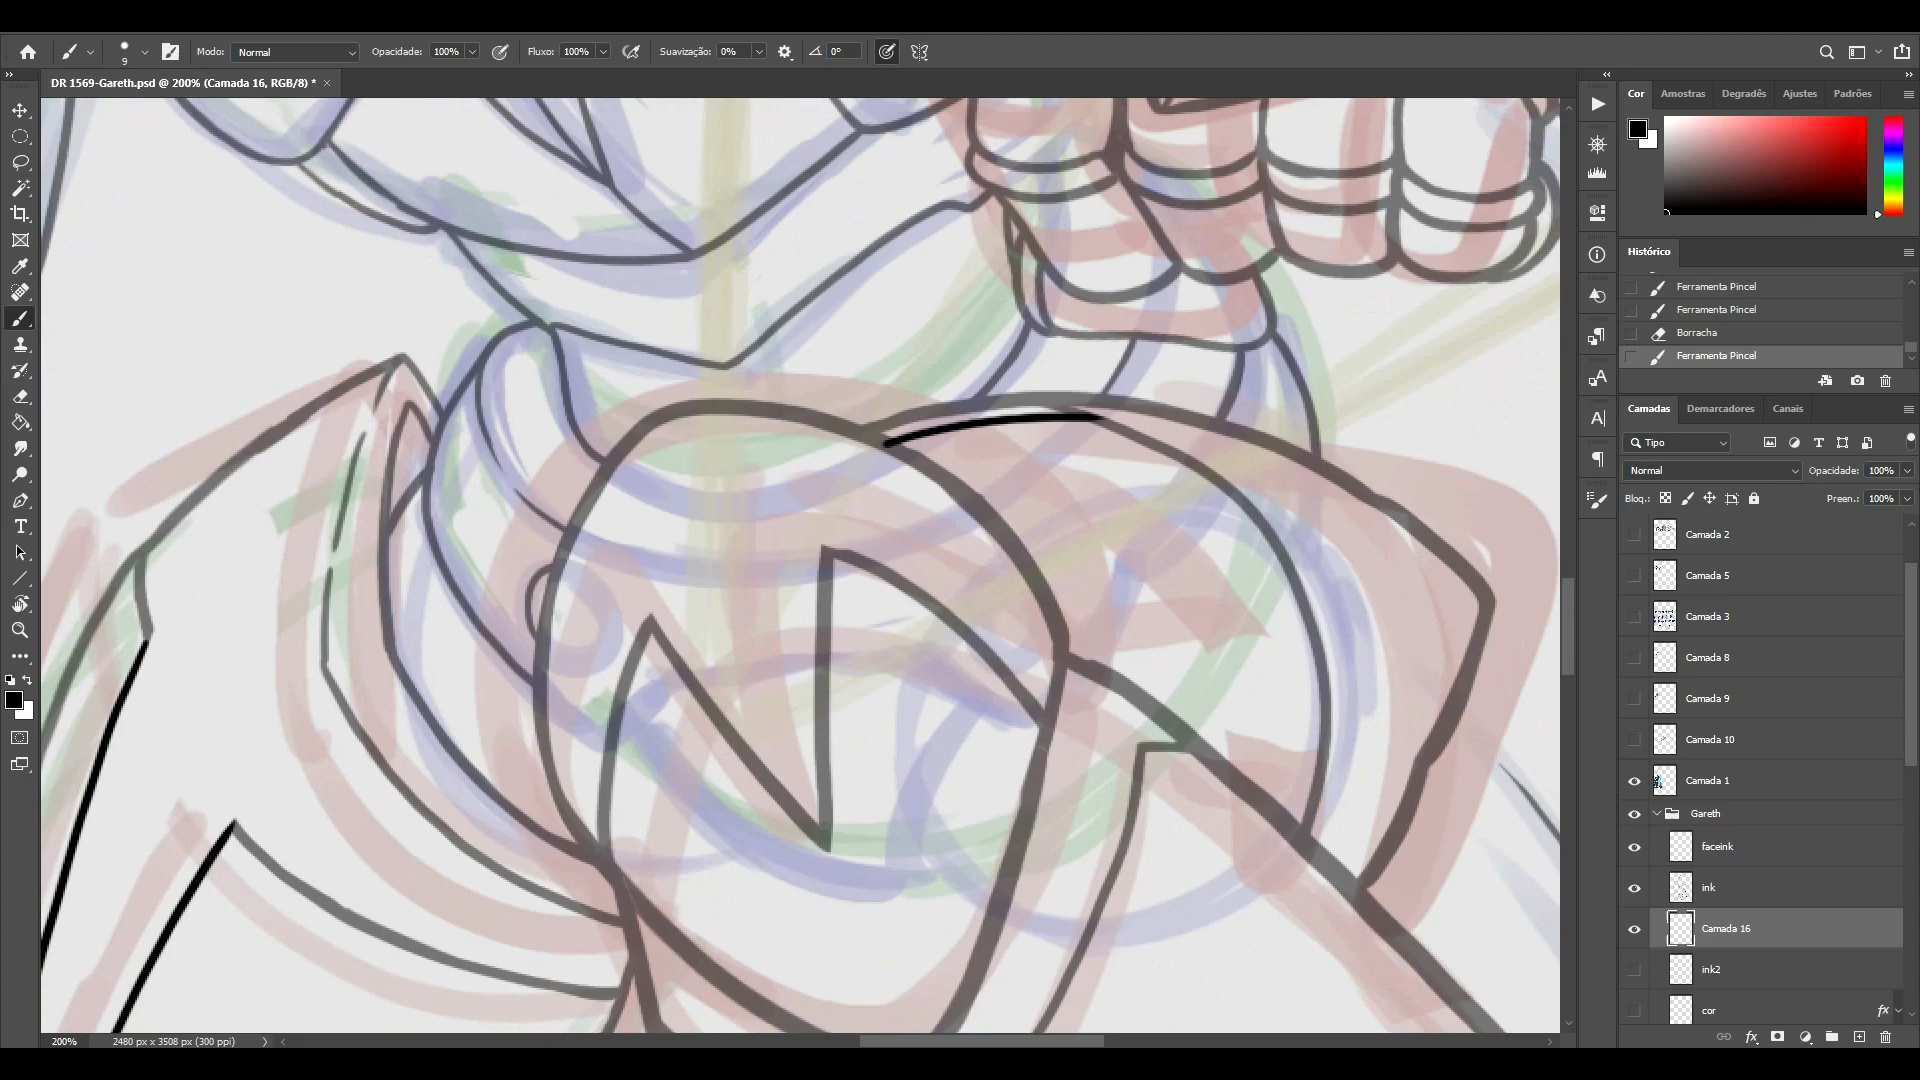 Modo: Normal Opacidade: 100% Fluxo: 100% Suavização: 0% 0°
9
DR 1569-Gareth.psd @ 200% (Camada 16, RGB/8) * ×
Cor Amostras Degradês Ajustes Padrões
Histórico
Ferramenta Pincel
Ferramenta Pincel
Borracha
Ferramenta Pincel
Camadas Demarcadores Canais
Tipo
Normal Opacidade: 100%
Bloq.: Preen.: 100%
Camada 2
Camada 5
Camada 3
Camada 8
Camada 9
Camada 10
Camada 1
Gareth
faceink
ink
Camada 16
ink2
cor fx
200% 2480 px x 3508 px (300 ppi)